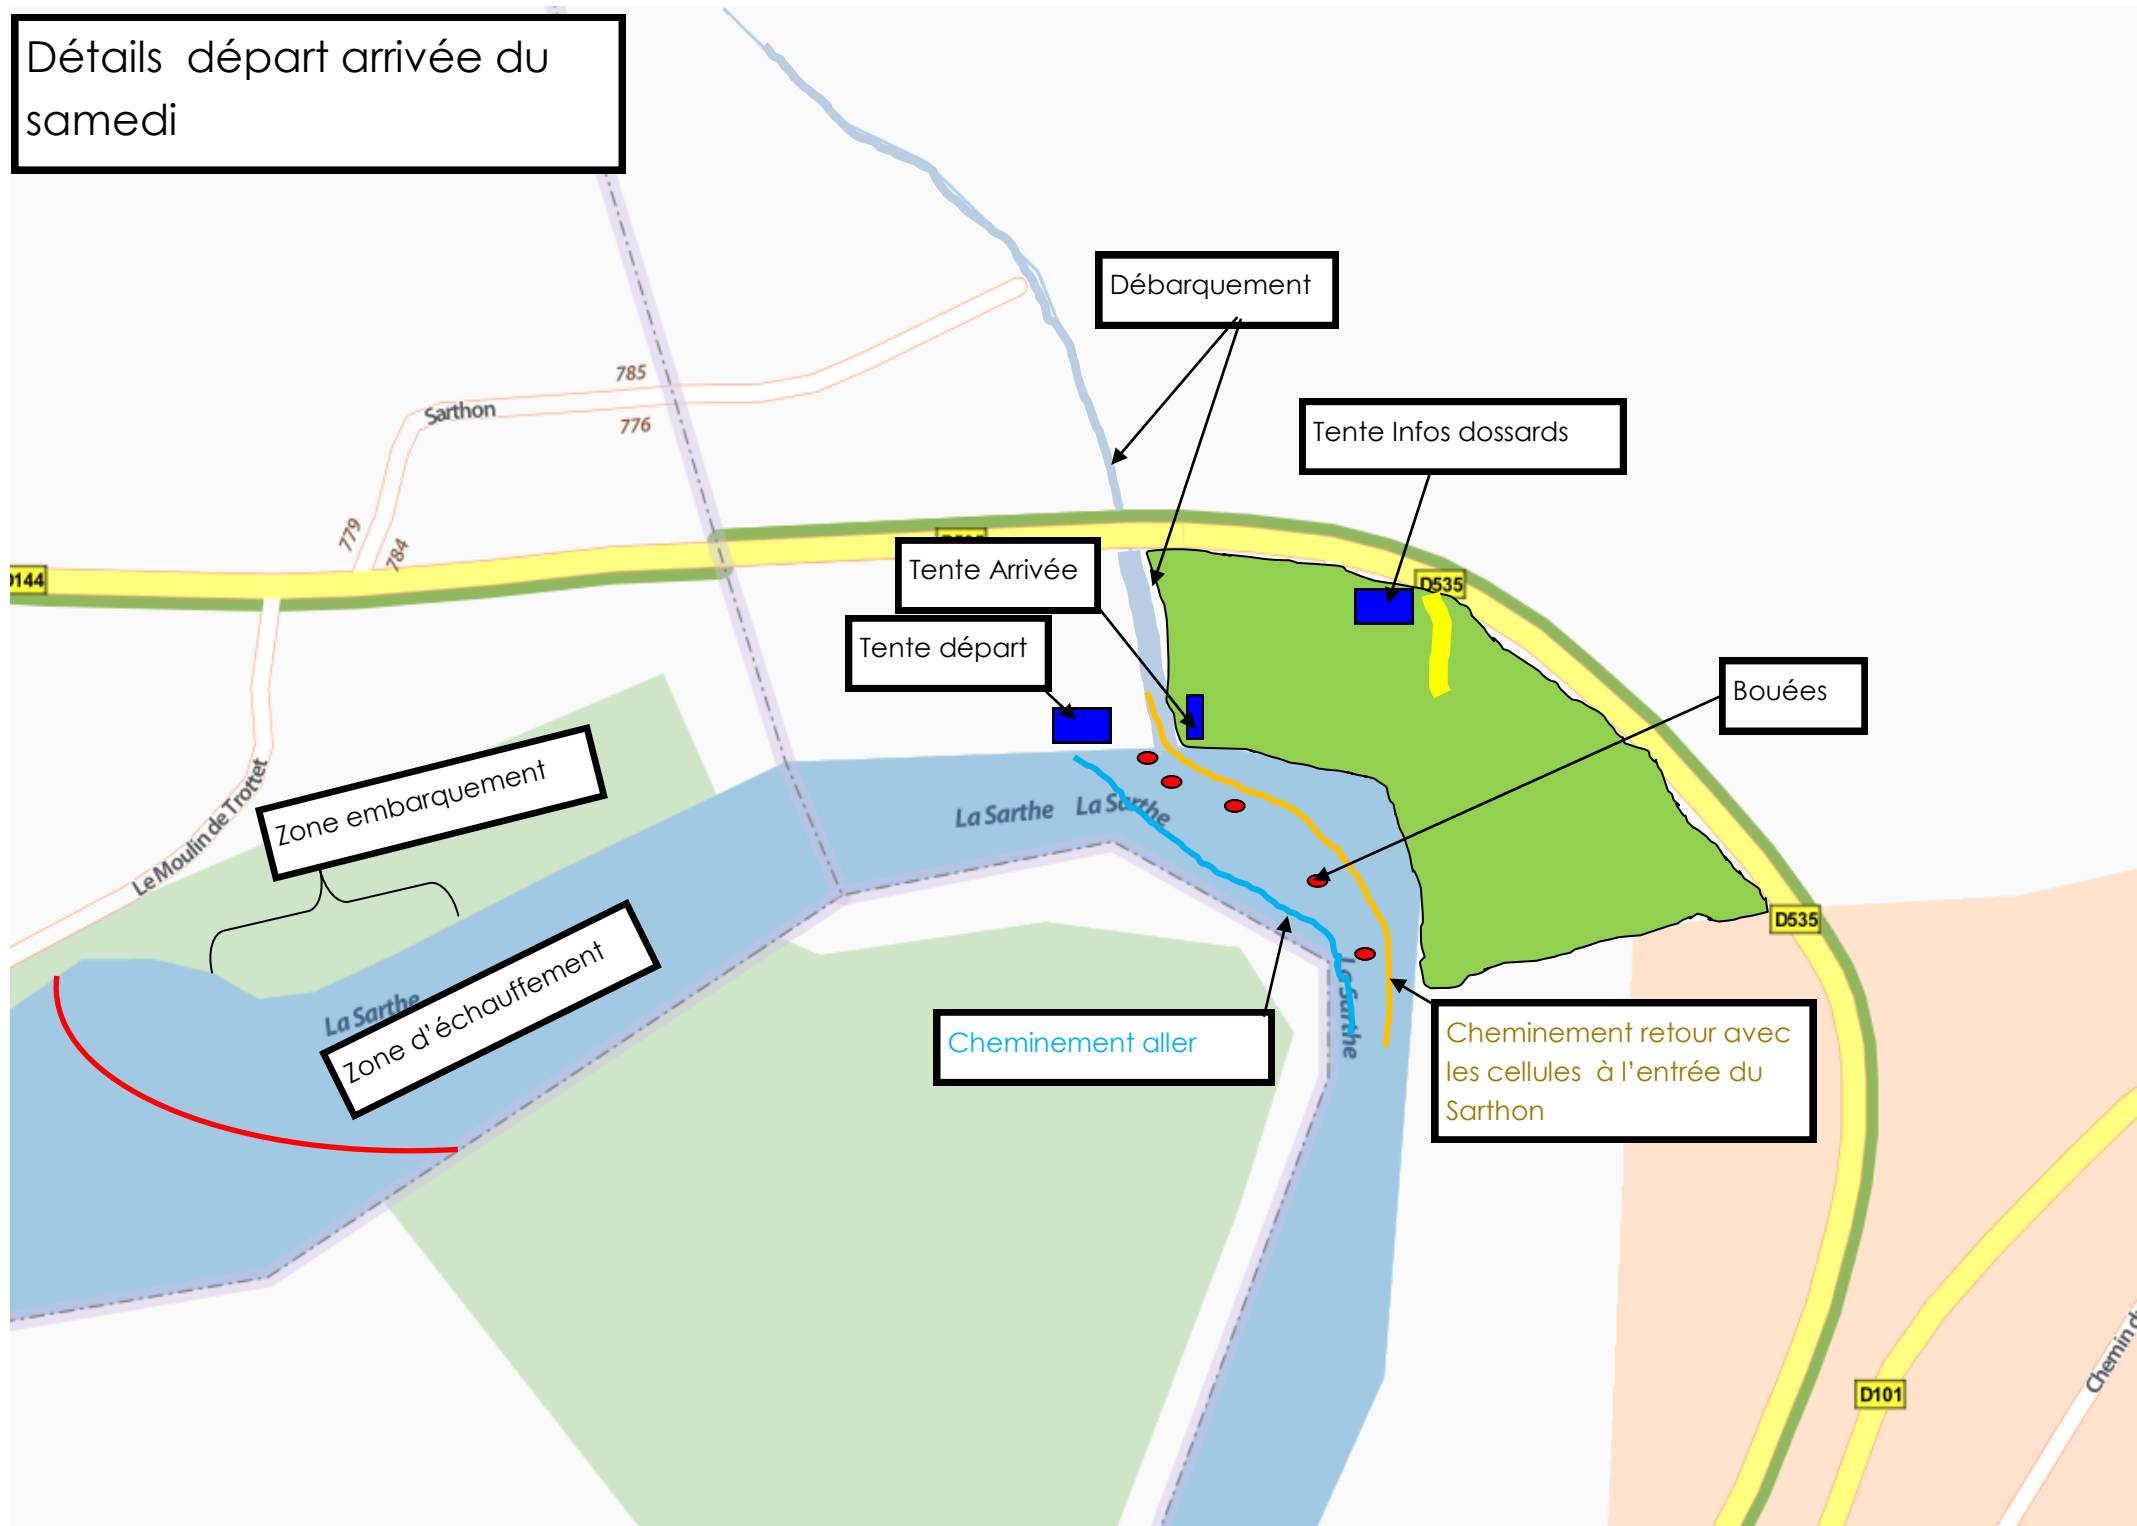 Détails départ arrivée du
samedi
Débarquement
785
Sarthon
776
Tente Infos dossards
779
784
D144
Tente Arrivée
D535
Tente départ
Bouées
Zone embarquement
Le Moulin de Trottet
La Sarthe
La Sarthe
D535
Zone d'échauffement
La Sarthe
La Sarthe
Cheminement aller
Cheminement retour avec
les cellules à l'entrée du
Sarthon
D101